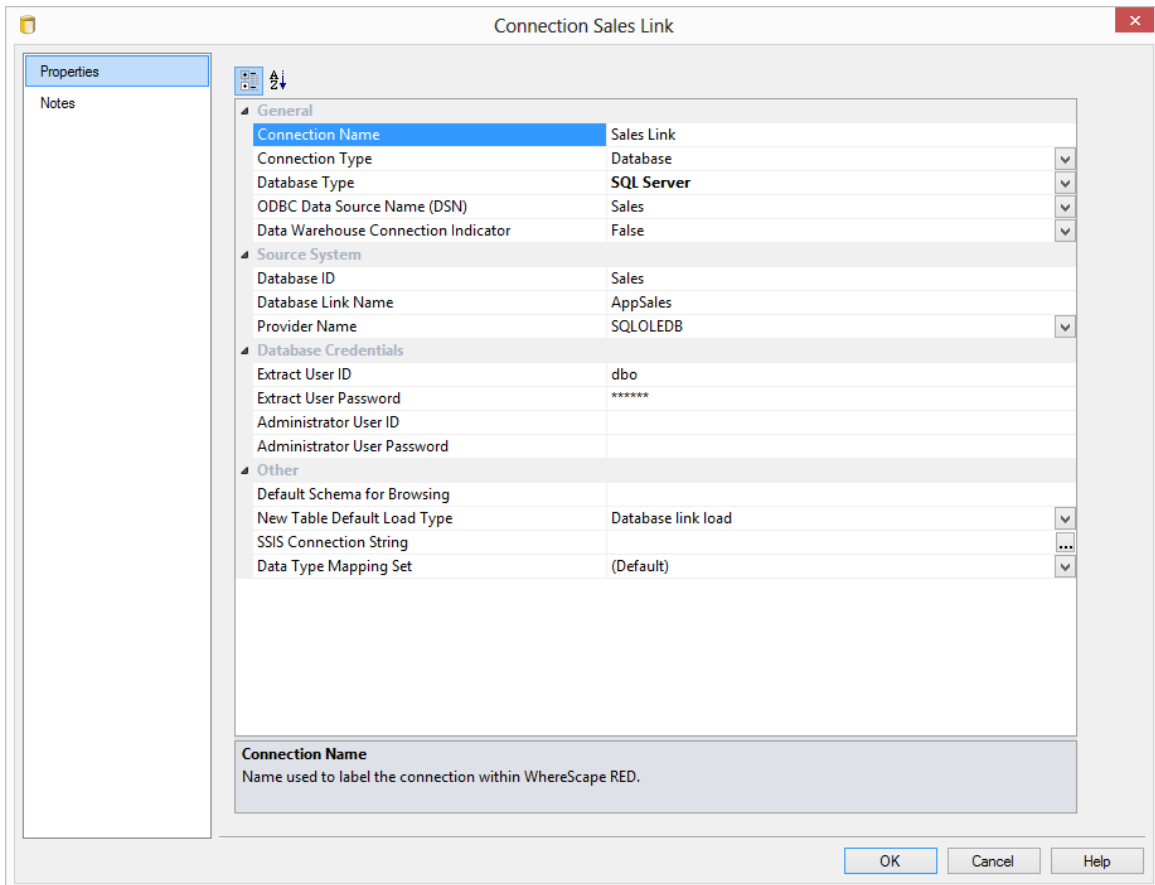 Connection Sales Link
Properties
Notes
General
Connection Name Sales Link
Connection Type Database
Database Type SQL Server
ODBC Data Source Name (DSN) Sales
Data Warehouse Connection Indicator False
Source System
Database ID Sales
Database Link Name AppSales
Provider Name SQLOLEDB
Database Credentials
Extract User ID dbo
Extract User Password ******
Administrator User ID
Administrator User Password
Other
Default Schema for Browsing
New Table Default Load Type Database link load
SSIS Connection String ...
Data Type Mapping Set (Default)
Connection Name
Name used to label the connection within WhereScape RED.
OK Cancel Help